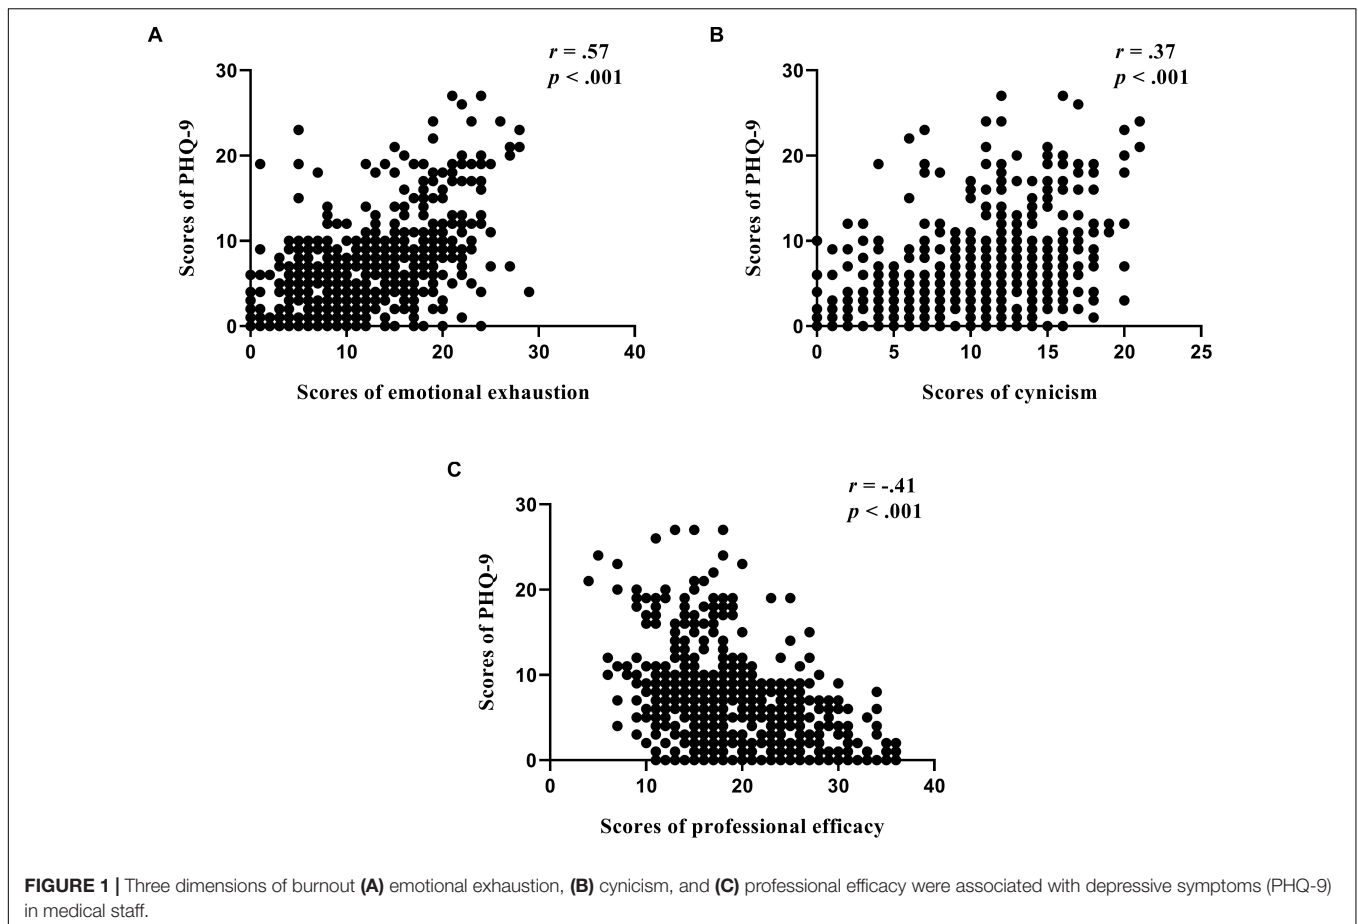 A
r = .57
p < .001
30
20
10
0
Scores of PHQ-9
0 10 20 30 40
Scores of emotional exhaustion
B
r = .37
p < .001
30
20
10
0
Scores of PHQ-9
0 5 10 15 20 25
Scores of cynicism
C
r = -.41
p < .001
30
20
10
0
Scores of PHQ-9
0 10 20 30 40
Scores of professional efficacy
FIGURE 1 | Three dimensions of burnout (A) emotional exhaustion, (B) cynicism, and (C) professional efficacy were associated with depressive symptoms (PHQ-9)
in medical staff.